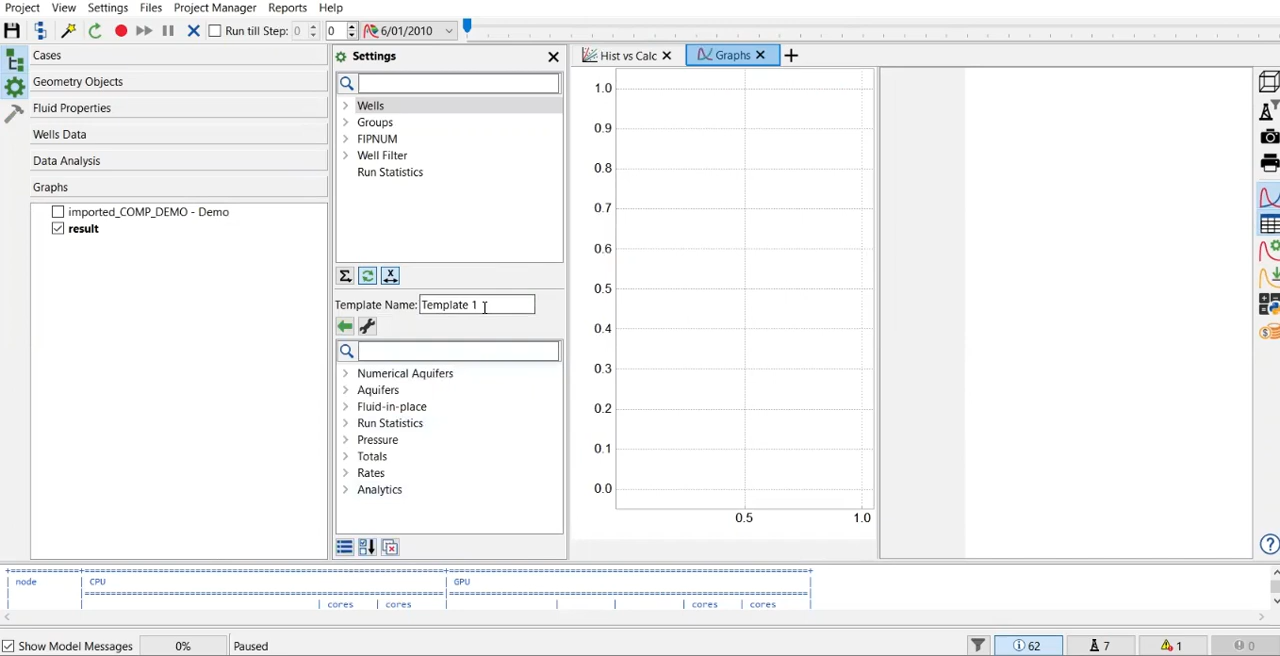 Project View Settings Files Project Manager Reports Help
Run till Step: 0 0 6/01/2010
Cases
Geometry Objects
Fluid Properties
Wells Data
Data Analysis
Graphs
imported_COMP_DEMO - Demo
result
Settings
Wells
Groups
FIPNUM
Well Filter
Run Statistics
Template Name: Template 1
Numerical Aquifers
Aquifers
Fluid-in-place
Run Statistics
Pressure
Totals
Rates
Analytics
Hist vs Calc Graphs
1.0
0.9
0.8
0.7
0.6
0.5
0.4
0.3
0.2
0.1
0.0
0.5 1.0
node CPU GPU
cores cores cores cores
Show Model Messages 0% Paused 62 7 1 0